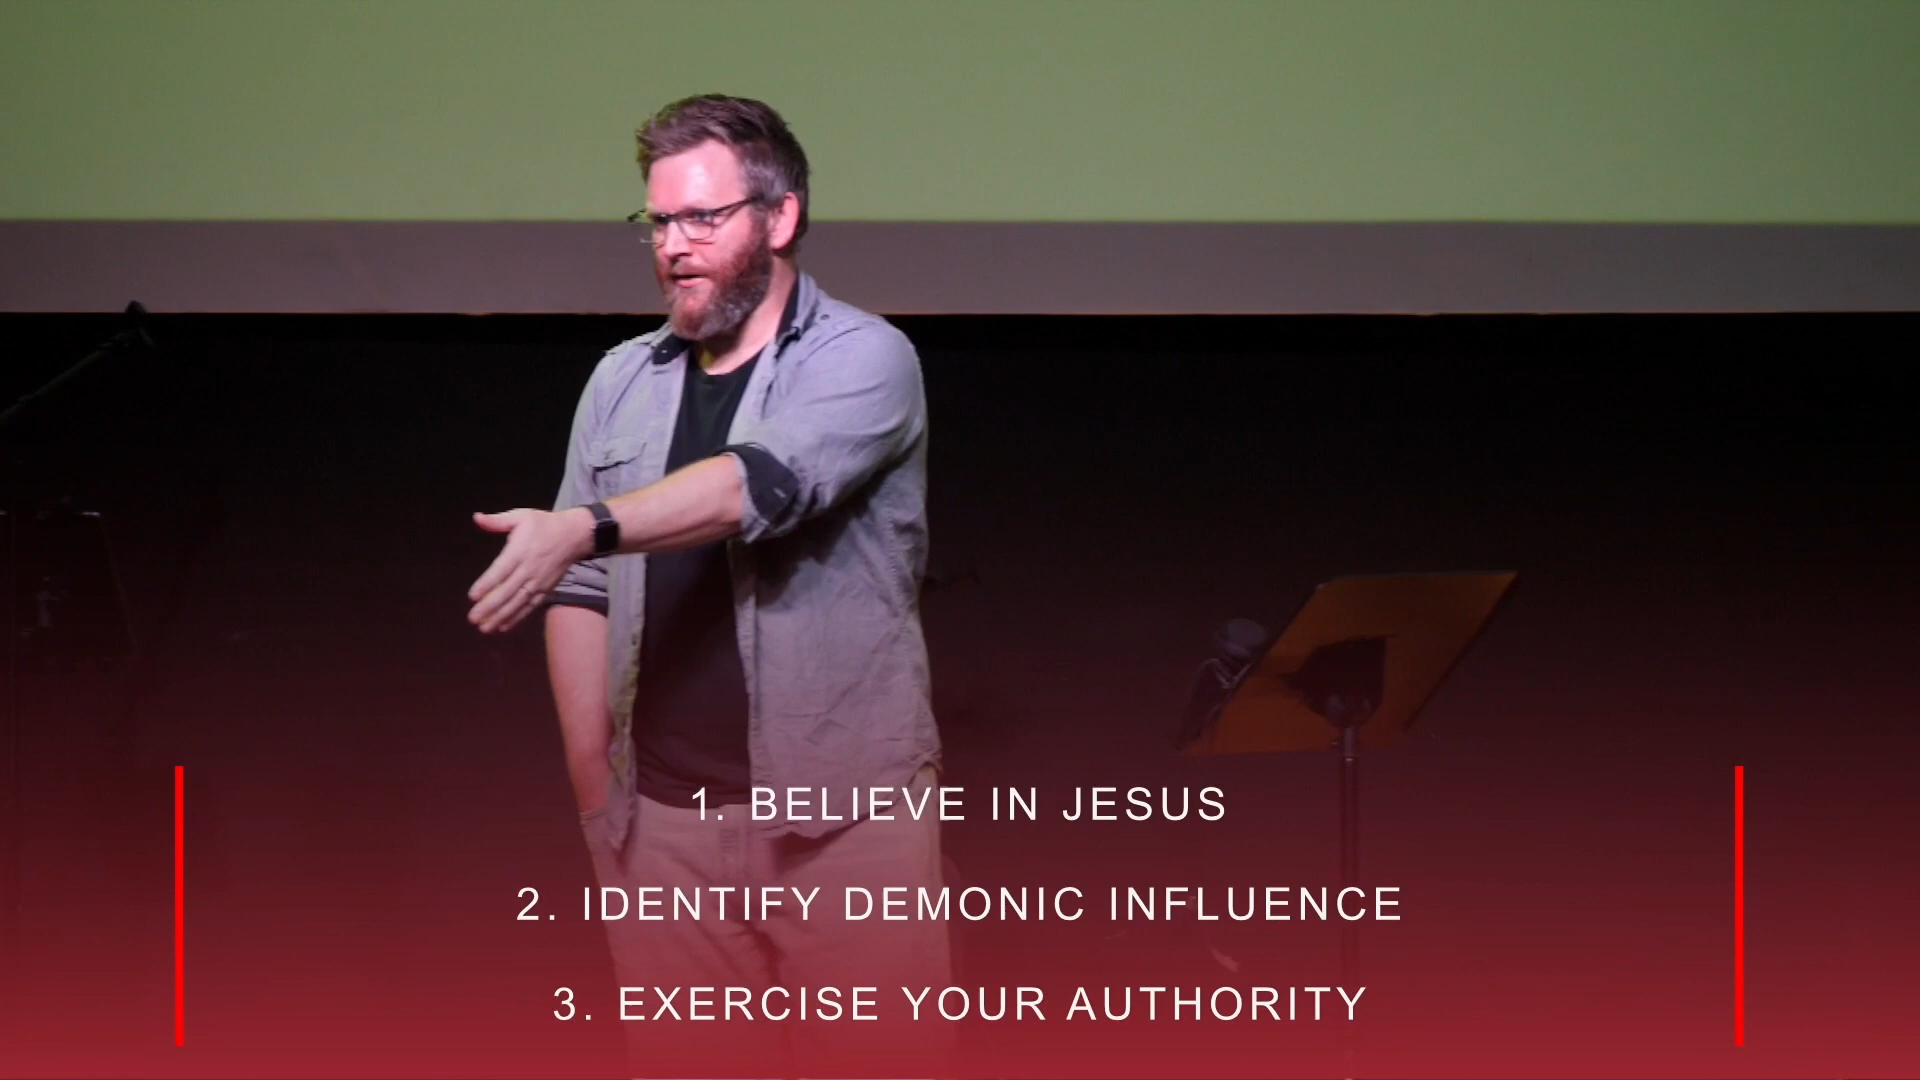 1. BELIEVE IN JESUS
2. IDENTIFY DEMONIC INFLUENCE
3. EXERCISE YOUR AUTHORITY